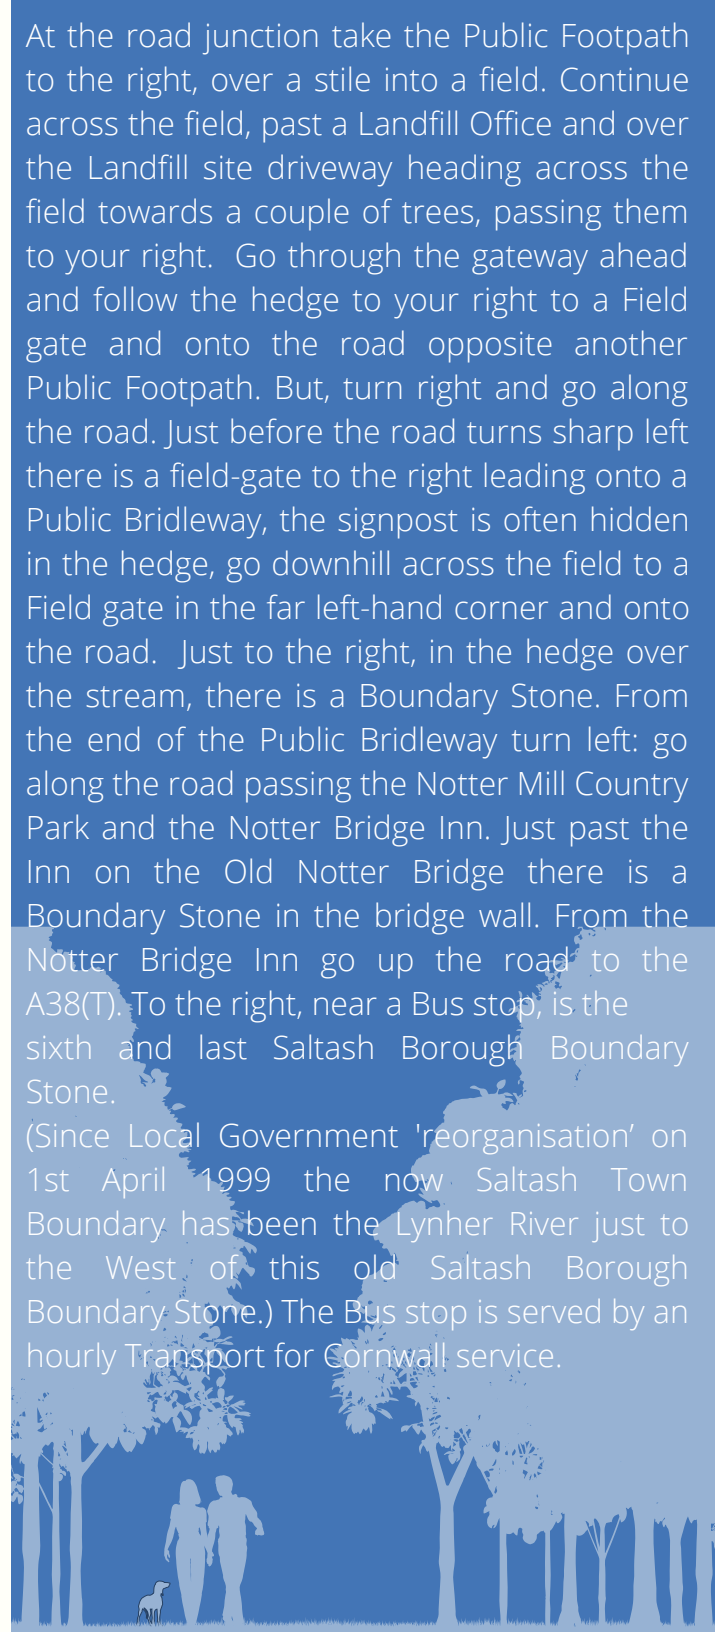 At the road junction take the Public Footpath
to the right, over a stile into a field. Continue
across the field, past a Landfill Office and over
the Landfill site driveway heading across the
field towards a couple of trees, passing them
to your right. Go through the gateway ahead
and follow the hedge to your right to a Field
gate and onto the road opposite another
Public Footpath. But, turn right and go along
the road. Just before the road turns sharp left
there is a field-gate to the right leading onto a
Public Bridleway, the signpost is often hidden
in the hedge, go downhill across the field to a
Field gate in the far left-hand corner and onto
the road. Just to the right, in the hedge over
the stream, there is a Boundary Stone. From
the end of the Public Bridleway turn left: go
along the road passing the Notter Mill Country
Park and the Notter Bridge Inn. Just past the
Inn on the Old Notter Bridge there is a
Boundary Stone in the bridge wall. From the
Notter Bridge Inn go up the road to the
A38(T). To the right, near a Bus stop, is the
sixth and last Saltash Borough Boundary
Stone.
(Since Local Government 'reorganisation’ on
1st April 1999 the now Saltash Town
Boundary has been the Lynher River just to
the West of this old Saltash Borough
Boundary Stone.) The Bus stop is served by an
hourly Transport for Cornwall service.